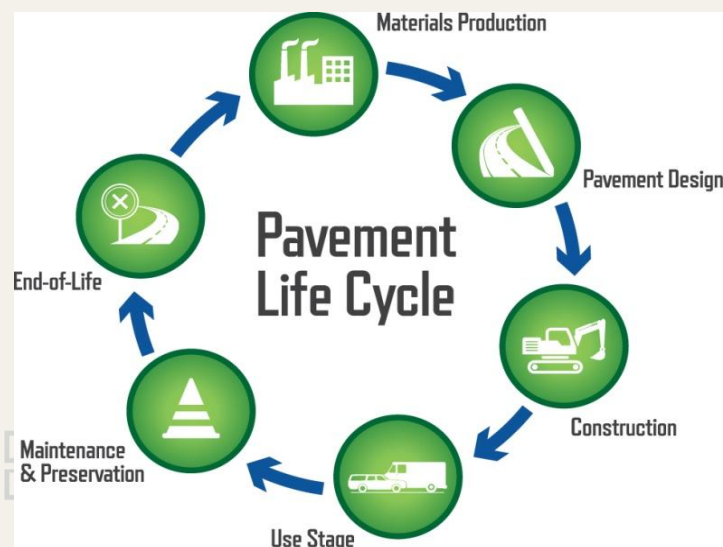 Materials Production
Pavement Design
Pavement
Life Cycle
End-of-Life
Construction
Maintenance
& Preservation
Use Stage